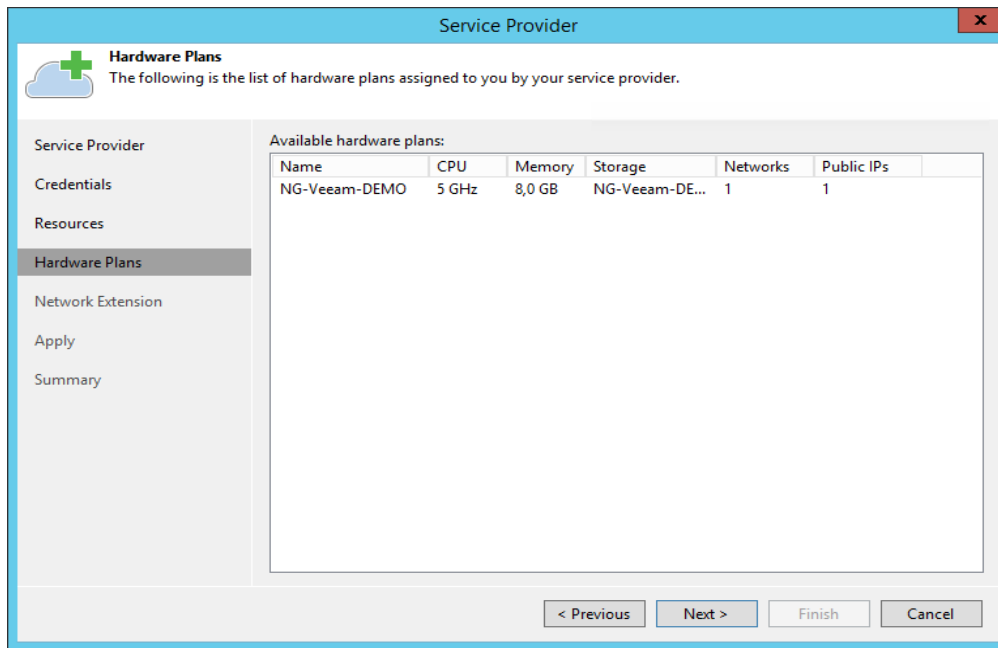 Service Provider
x
Hardware Plans
The following is the list of hardware plans assigned to you by your service provider.
Service Provider
Credentials
Resources
Hardware Plans
Network Extension
Apply
Summary
Available hardware plans:
Name CPU Memory Storage Networks Public IPs
NG-Veeam-DEMO 5 GHz 8,0 GB NG-Veeam-DE... 1 1
< Previous Next > Finish Cancel